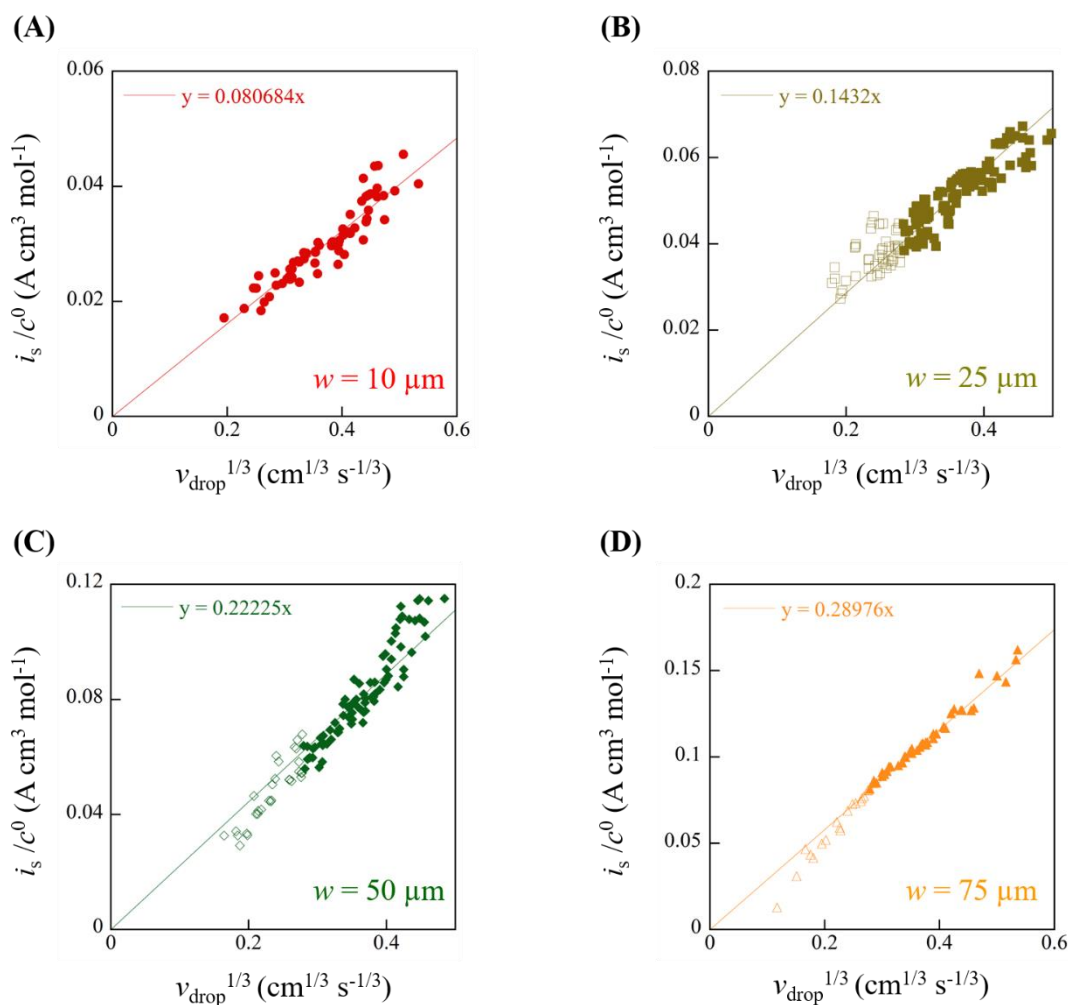 (A)
0.06
y = 0.080684x
0.04
0.02
0
0 0.2 0.4 0.6
w = 10 µm
i_s /c^0 (A cm^3 mol^-1)
v_drop^1/3 (cm^1/3 s^-1/3)
(B)
0.08
y = 0.1432x
0.06
0.04
0.02
0
0 0.2 0.4
w = 25 µm
i_s /c^0 (A cm^3 mol^-1)
v_drop^1/3 (cm^1/3 s^-1/3)
(C)
0.12
y = 0.22225x
0.08
0.04
0
0 0.2 0.4
w = 50 µm
i_s /c^0 (A cm^3 mol^-1)
v_drop^1/3 (cm^1/3 s^-1/3)
(D)
0.2
y = 0.28976x
0.15
0.1
0.05
0
0 0.2 0.4 0.6
w = 75 µm
i_s /c^0 (A cm^3 mol^-1)
v_drop^1/3 (cm^1/3 s^-1/3)